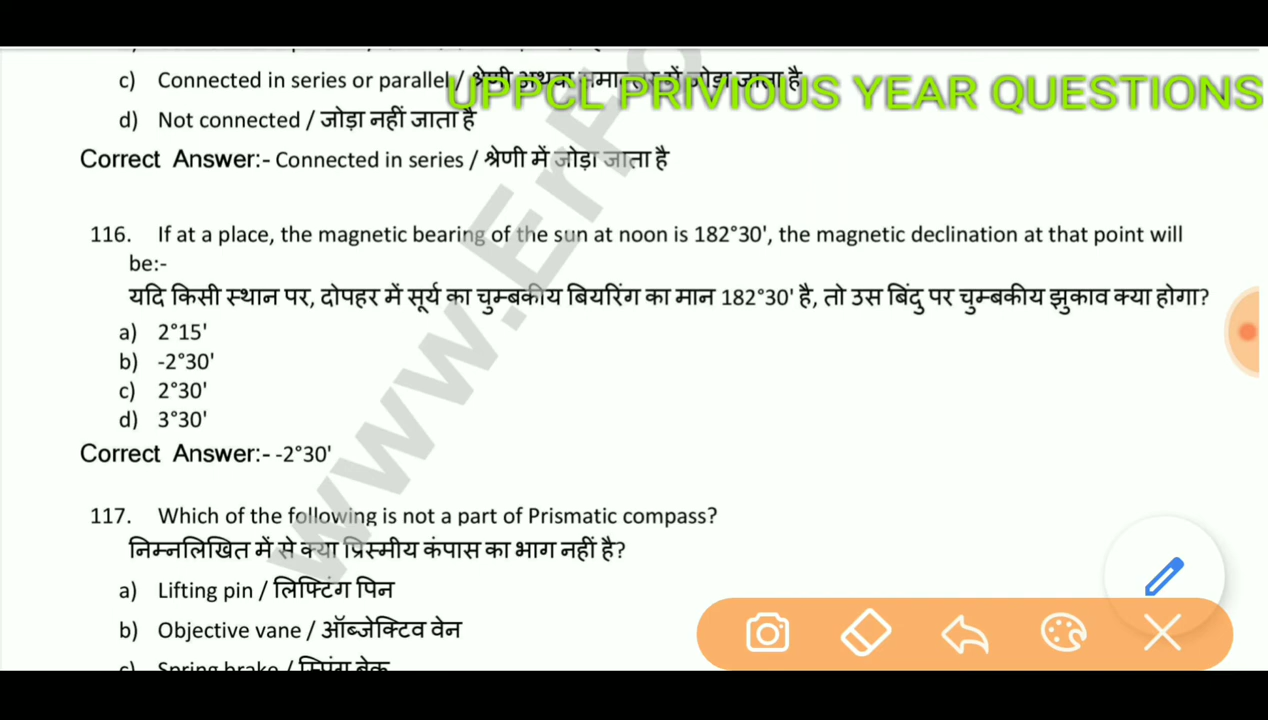 c) Connected in series or parallel / श्रेणी अथवा समान्तर में जोड़ा जाता है
UPPCL PRIVIOUS YEAR QUESTIONS
d) Not connected / जोड़ा नहीं जाता है
Correct Answer:- Connected in series / श्रेणी में जोड़ा जाता है
116. If at a place, the magnetic bearing of the sun at noon is 182°30', the magnetic declination at that point will
be:-
यदि किसी स्थान पर, दोपहर में सूर्य का चुम्बकीय बियरिंग का मान 182°30' है, तो उस बिंदु पर चुम्बकीय झुकाव क्या होगा?
a) 2°15'
b) -2°30'
c) 2°30'
d) 3°30'
Correct Answer:- -2°30'
117. Which of the following is not a part of Prismatic compass?
निम्नलिखित में से क्या प्रिस्मीय कंपास का भाग नहीं है?
a) Lifting pin / लिफ्टिंग पिन
b) Objective vane / ऑब्जेक्टिव वेन
c) Spring brake / स्प्रिंग ब्रेक